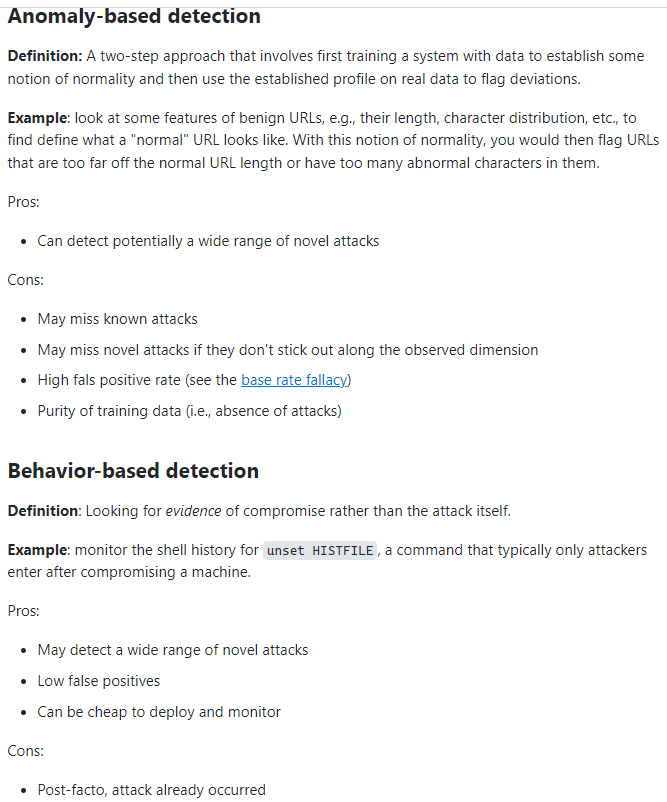 Anomaly-based detection
Definition: A two-step approach that involves first training a system with data to establish some
notion of normality and then use the established profile on real data to flag deviations.
Example: look at some features of benign URLs, e.g., their length, character distribution, etc., to
find define what a "normal" URL looks like. With this notion of normality, you would then flag URLs
that are too far off the normal URL length or have too many abnormal characters in them.
Pros:
• Can detect potentially a wide range of novel attacks
Cons:
• May miss known attacks
• May miss novel attacks if they don't stick out along the observed dimension
• High fals positive rate (see the base rate fallacy)
• Purity of training data (i.e., absence of attacks)
Behavior-based detection
Definition: Looking for evidence of compromise rather than the attack itself.
Example: monitor the shell history for unset HISTFILE, a command that typically only attackers
enter after compromising a machine.
Pros:
• May detect a wide range of novel attacks
• Low false positives
• Can be cheap to deploy and monitor
Cons:
• Post-facto, attack already occurred